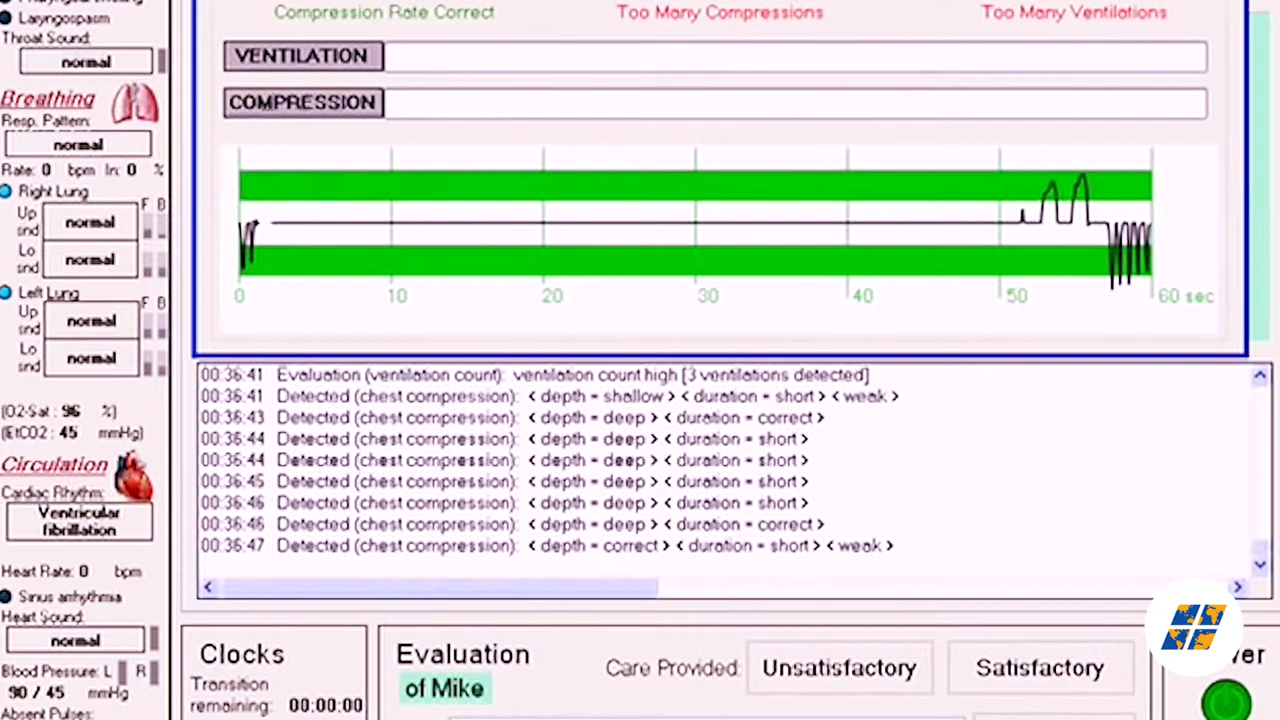 Laryngospasm
Throat Sound:
normal
Breathing
Resp. Pattern:
normal
Rate: 0 bpm In: 0 %
Right Lung
F B
Up snd
normal
Lo snd
normal
Left Lung
F B
Up snd
normal
Lo snd
normal
(O2-Sat : 96 %)
(EtCO2 : 45 mmHg)
Circulation
Cardiac Rhythm:
Ventricular
fibrillation
Heart Rate: 0 bpm
Sinus arrhythmia
Heart Sound:
normal
Blood Pressure: L R
90 / 45 mmHg
Absent Pulses:
Compression Rate Correct Too Many Compressions Too Many Ventilations
VENTILATION
COMPRESSION
0 10 20 30 40 50 60 sec
00:36:41 Evaluation (ventilation count): ventilation count high [3 ventilations detected]
00:36:41 Detected (chest compression): < depth = shallow > < duration = short > < weak >
00:36:43 Detected (chest compression): < depth = deep > < duration = correct >
00:36:44 Detected (chest compression): < depth = deep > < duration = short >
00:36:44 Detected (chest compression): < depth = deep > < duration = short >
00:36:45 Detected (chest compression): < depth = deep > < duration = short >
00:36:46 Detected (chest compression): < depth = deep > < duration = short >
00:36:46 Detected (chest compression): < depth = deep > < duration = correct >
00:36:47 Detected (chest compression): < depth = correct > < duration = short > < weak >
Clocks
Transition
remaining: 00:00:00
Evaluation
of Mike
Care Provided: Unsatisfactory Satisfactory